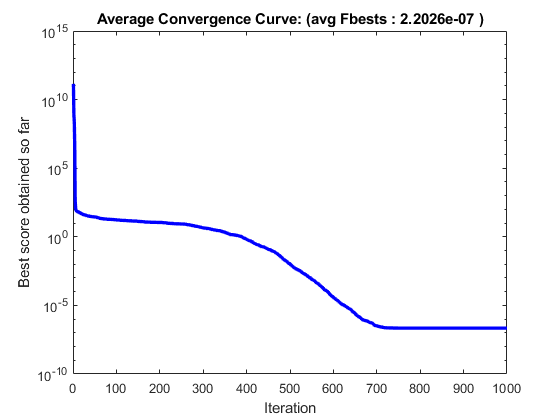 Average Convergence Curve: (avg Fbests : 2.2026e-07 )
10^15
10^10
10^5
10^0
10^-5
10^-10
Best score obtained so far
0 100 200 300 400 500 600 700 800 900 1000
Iteration